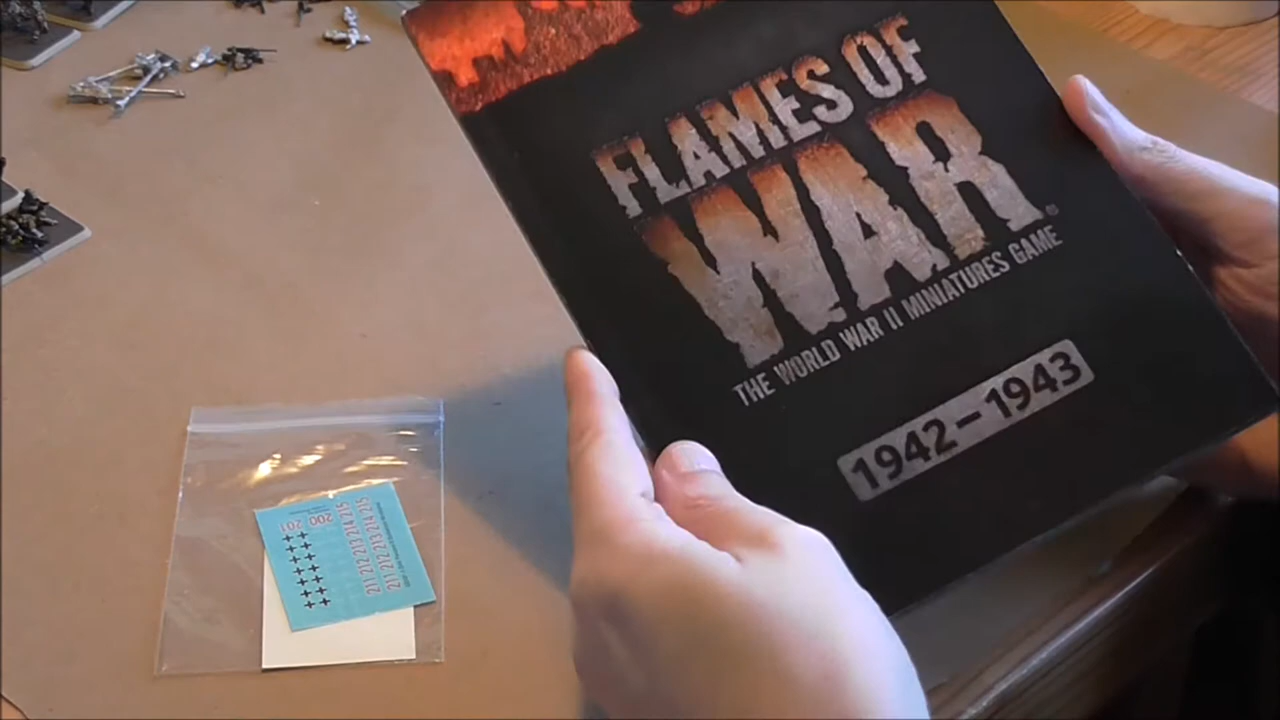 FLAMES OF
WAR®
THE WORLD WAR II MINIATURES GAME
1942-1943
201 200
211 212 213 214 215
211 212 213 214 215